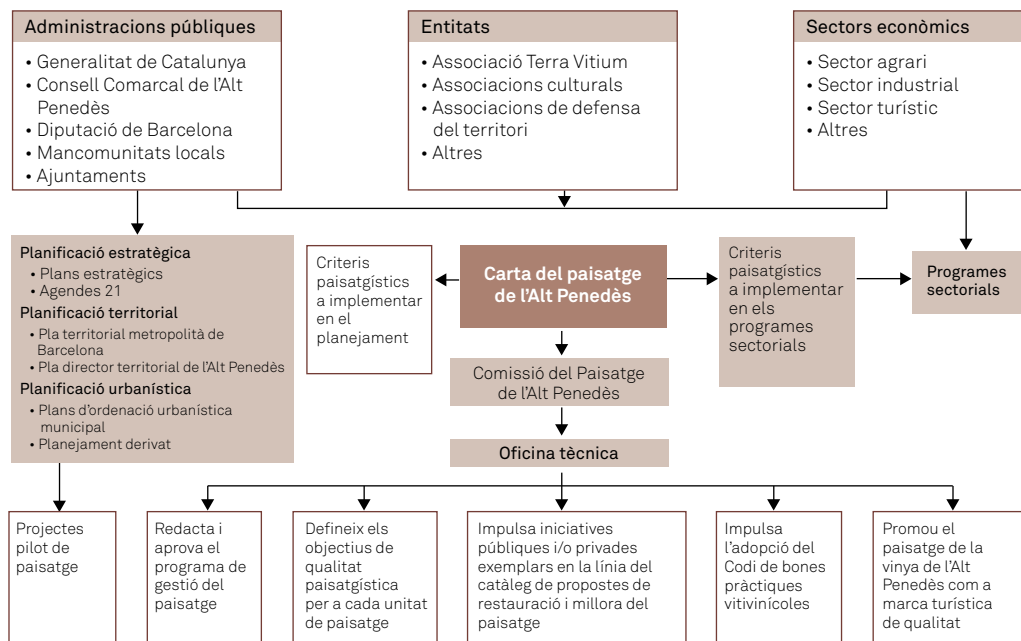 Administracions públiques
• Generalitat de Catalunya
• Consell Comarcal de l'Alt
Penedès
• Diputació de Barcelona
• Mancomunitats locals
• Ajuntaments
Entitats
• Associació Terra Vitium
• Associacions culturals
• Associacions de defensa
del territori
• Altres
Sectors econòmics
• Sector agrari
• Sector industrial
• Sector turístic
• Altres
Planificació estratègica
• Plans estratègics
• Agendes 21
Planificació territorial
• Pla territorial metropolità de
Barcelona
• Pla director territorial de l'Alt Penedès
Planificació urbanística
• Plans d'ordenació urbanística
municipal
• Planejament derivat
Criteris
paisatgístics
a implementar
en el
planejament
Carta del paisatge
de l'Alt Penedès
Criteris
paisatgístics
a implementar
en els
programes
sectorials
Programes
sectorials
Comissió del Paisatge
de l'Alt Penedès
Oficina tècnica
Projectes
pilot de
paisatge
Redacta i
aprova el
programa de
gestió del
paisatge
Defineix els
objectius de
qualitat
paisatgística
per a cada unitat
de paisatge
Impulsa iniciatives
públiques i/o privades
exemplars en la línia del
catàleg de propostes de
restauració i millora del
paisatge
Impulsa
l'adopció del
Codi de bones
pràctiques
vitivinícoles
Promou el
paisatge de la
vinya de l'Alt
Penedès com a
marca turística
de qualitat